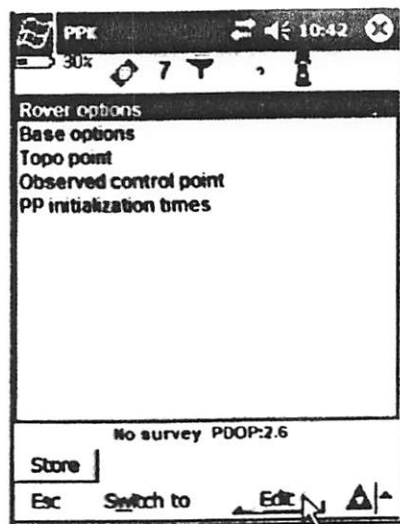 PPK 10:42
30% 7 ?
Rover options
Base options
Topo point
Observed control point
PP initialization times
No survey PDOP:2.6
Store
Esc Switch to Edit